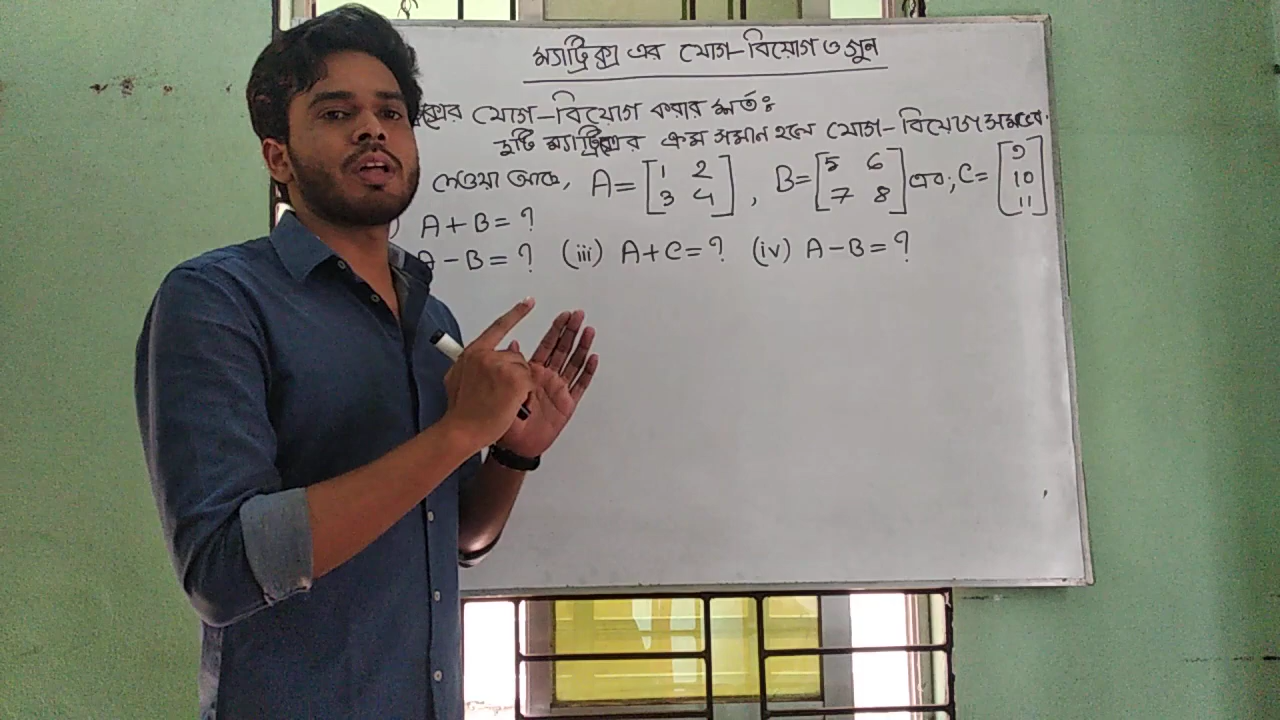 ম্যাট্রিক্স এর যোগ-বিয়োগ ও গুন
যোগ-বিয়োগ করার শর্ত:
দুটি ম্যাট্রিক্সের ক্রম সমান হলে যোগ-বিয়োগ সম্ভব.
দেওয়া আছে, A = [1 2 3 4], B = [5 6 7 8] এবং, C = [9 10 11]
A + B = ?
A - B = ? (iii) A + C = ? (iv) A - B = ?